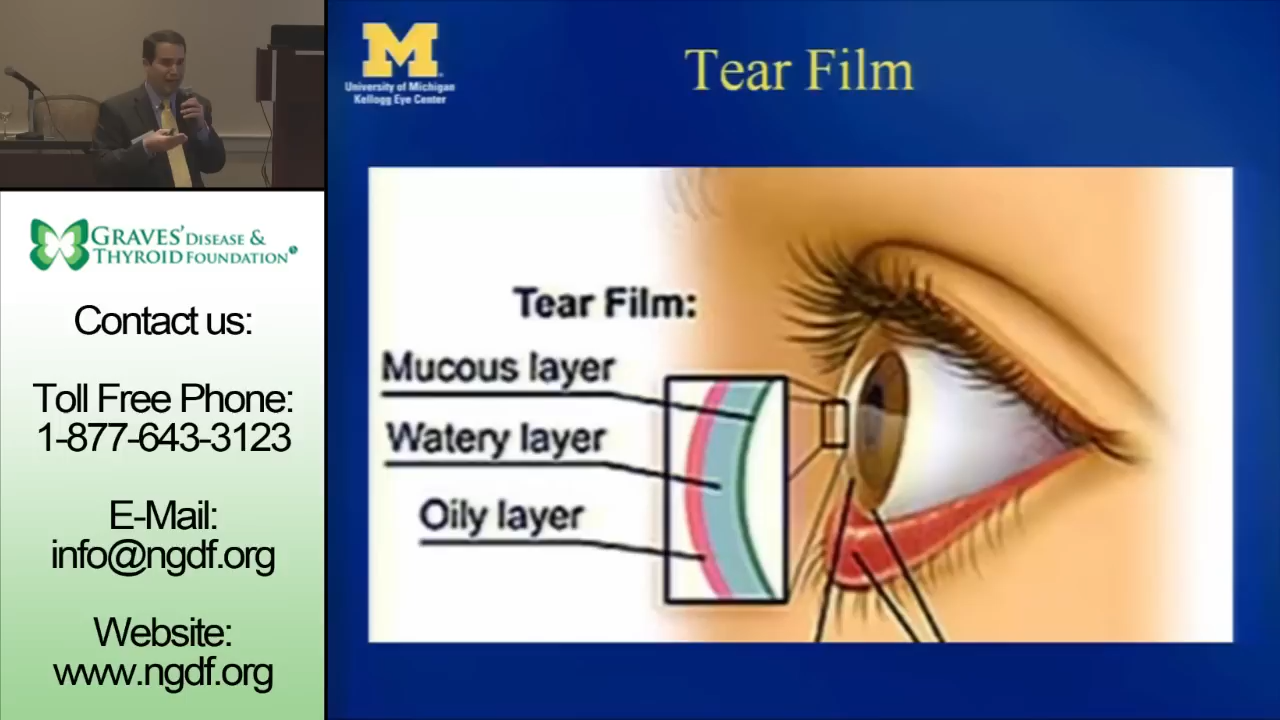 GRAVES' DISEASE &
THYROID FOUNDATION
Contact us:
Toll Free Phone:
1-877-643-3123
E-Mail:
info@ngdf.org
Website:
www.ngdf.org
M
University of Michigan
Kellogg Eye Center
Tear Film
Tear Film:
Mucous layer
Watery layer
Oily layer